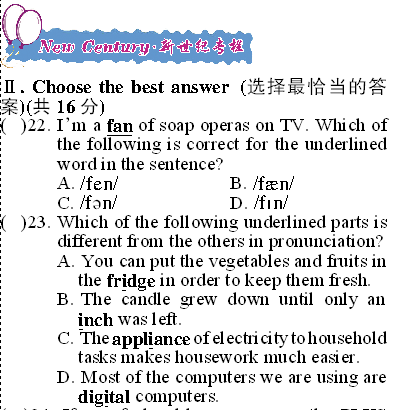 New Century·新世纪专柜
Ⅱ. Choose the best answer (选择最恰当的答
案)(共 16 分)
( )22. I'm a fan of soap operas on TV. Which of
the following is correct for the underlined
word in the sentence?
A. /fɛn/ B. /fæn/
C. /fən/ D. /fɪn/
( )23. Which of the following underlined parts is
different from the others in pronunciation?
A. You can put the vegetables and fruits in
the fridge in order to keep them fresh.
B. The candle grew down until only an
inch was left.
C. The appliance of electricity to household
tasks makes housework much easier.
D. Most of the computers we are using are
digital computers.